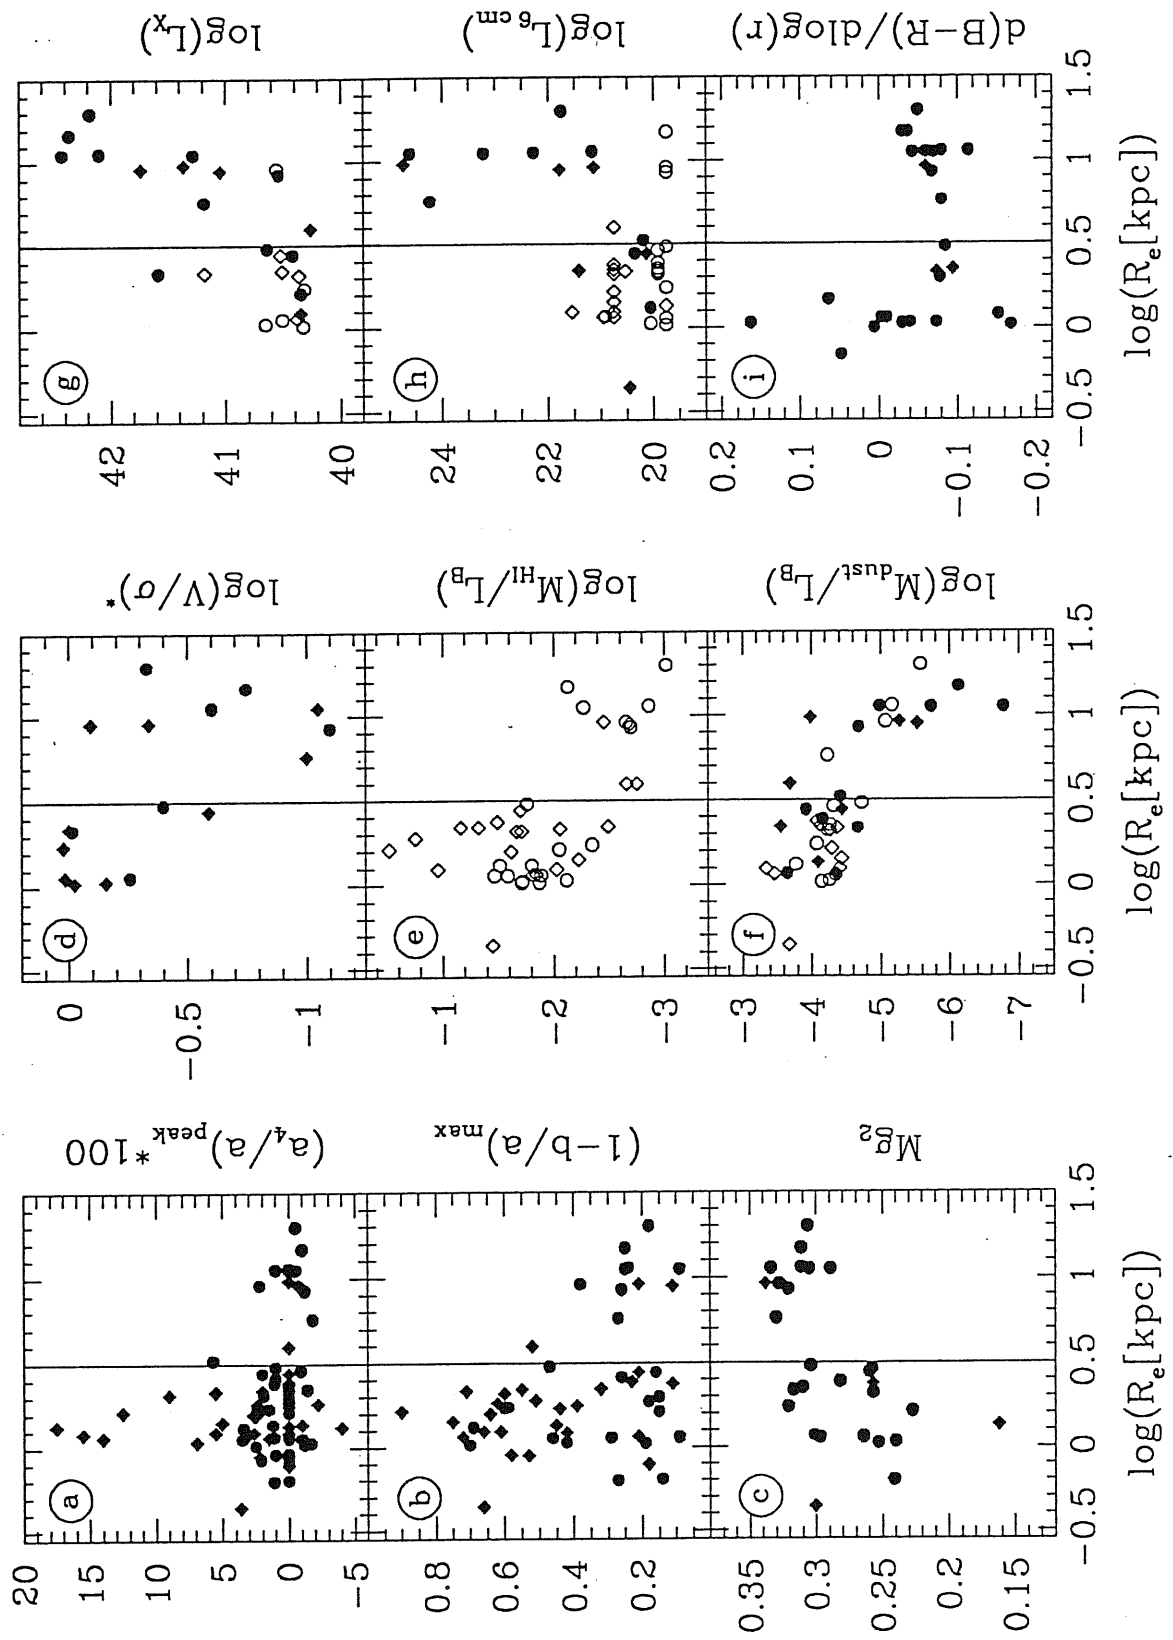 20
15
10
5
0
-5
a
(a4/a)peak*100
0.8
0.6
0.4
0.2
b
(1-b/a)max
0.35
0.3
0.25
0.2
0.15
c
Mg2
-0.5 0 0.5 1 1.5
log(Re[kpc])
0
-0.5
-1
d
log(V/σ)*
-1
-2
-3
e
log(MHI/LB)
-3
-4
-5
-6
-7
f
log(Mdust/LB)
-0.5 0 0.5 1 1.5
log(Re[kpc])
42
41
40
g
log(LX)
24
22
20
h
log(L6 cm)
0.2
0.1
0
-0.1
-0.2
i
d(B-R)/dlog(r)
-0.5 0 0.5 1 1.5
log(Re[kpc])